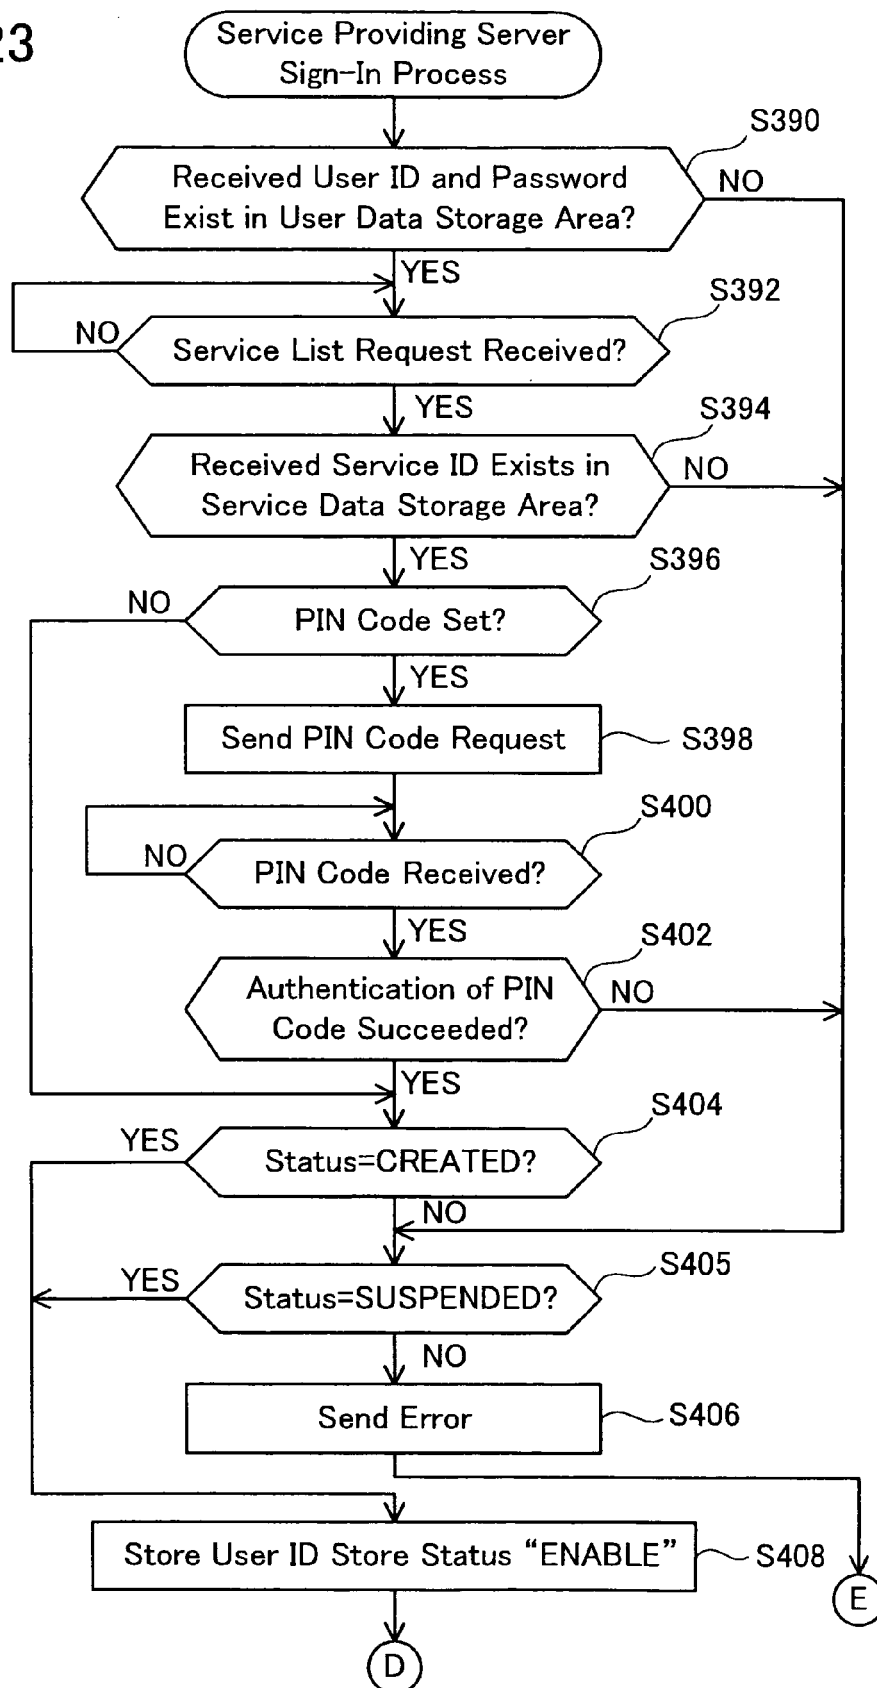 23
Service Providing Server
Sign-In Process
S390
Received User ID and Password
Exist in User Data Storage Area?
NO
YES
S392
NO
Service List Request Received?
YES
S394
Received Service ID Exists in
Service Data Storage Area?
NO
YES
S396
NO
PIN Code Set?
YES
Send PIN Code Request
S398
S400
NO
PIN Code Received?
YES
S402
Authentication of PIN
Code Succeeded?
NO
YES
S404
YES
Status=CREATED?
NO
S405
YES
Status=SUSPENDED?
NO
Send Error
S406
Store User ID Store Status “ENABLE”
S408
E
D